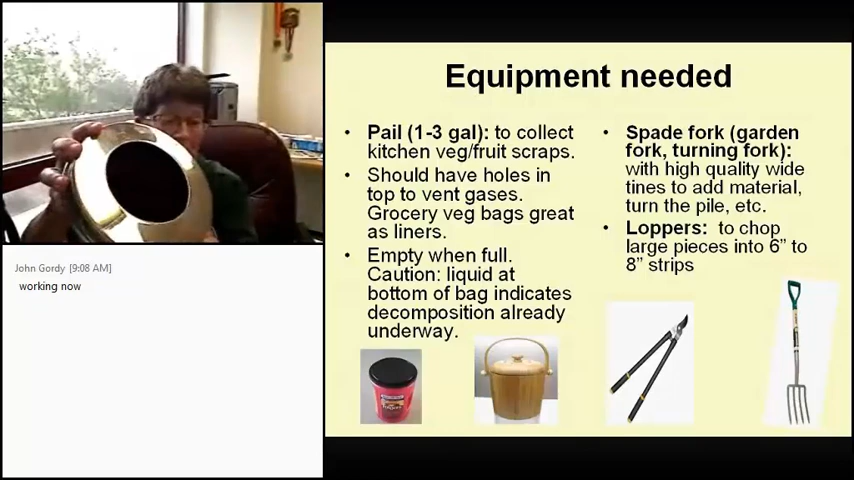 Equipment needed
• Pail (1-3 gal): to collect
kitchen veg/fruit scraps.
• Should have holes in
top to vent gases.
Grocery veg bags great
as liners.
• Empty when full.
Caution: liquid at
bottom of bag indicates
decomposition already
underway.
• Spade fork (garden
fork, turning fork):
with high quality wide
tines to add material,
turn the pile, etc.
• Loppers: to chop
large pieces into 6” to
8” strips
John Gordy [9:08 AM]
working now